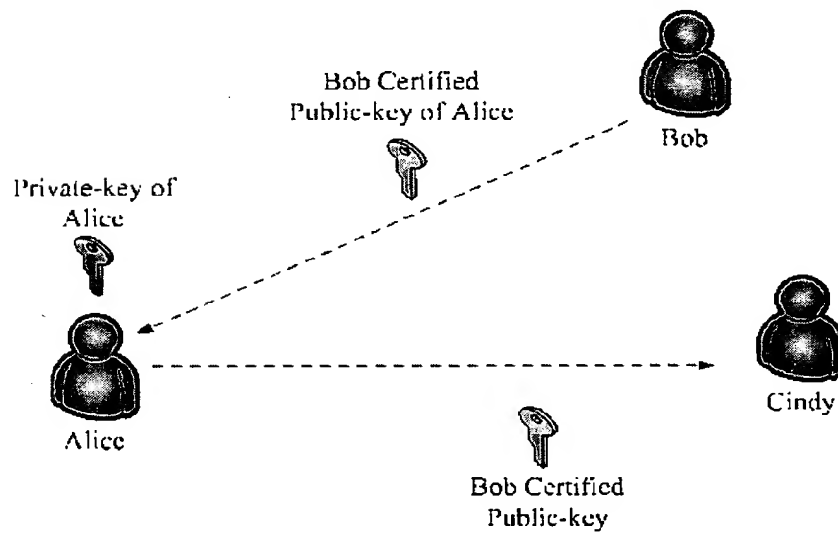 Bob Certified
Public-key of Alice
Bob
Private-key of
Alice
Cindy
Alice
Bob Certified
Public-key